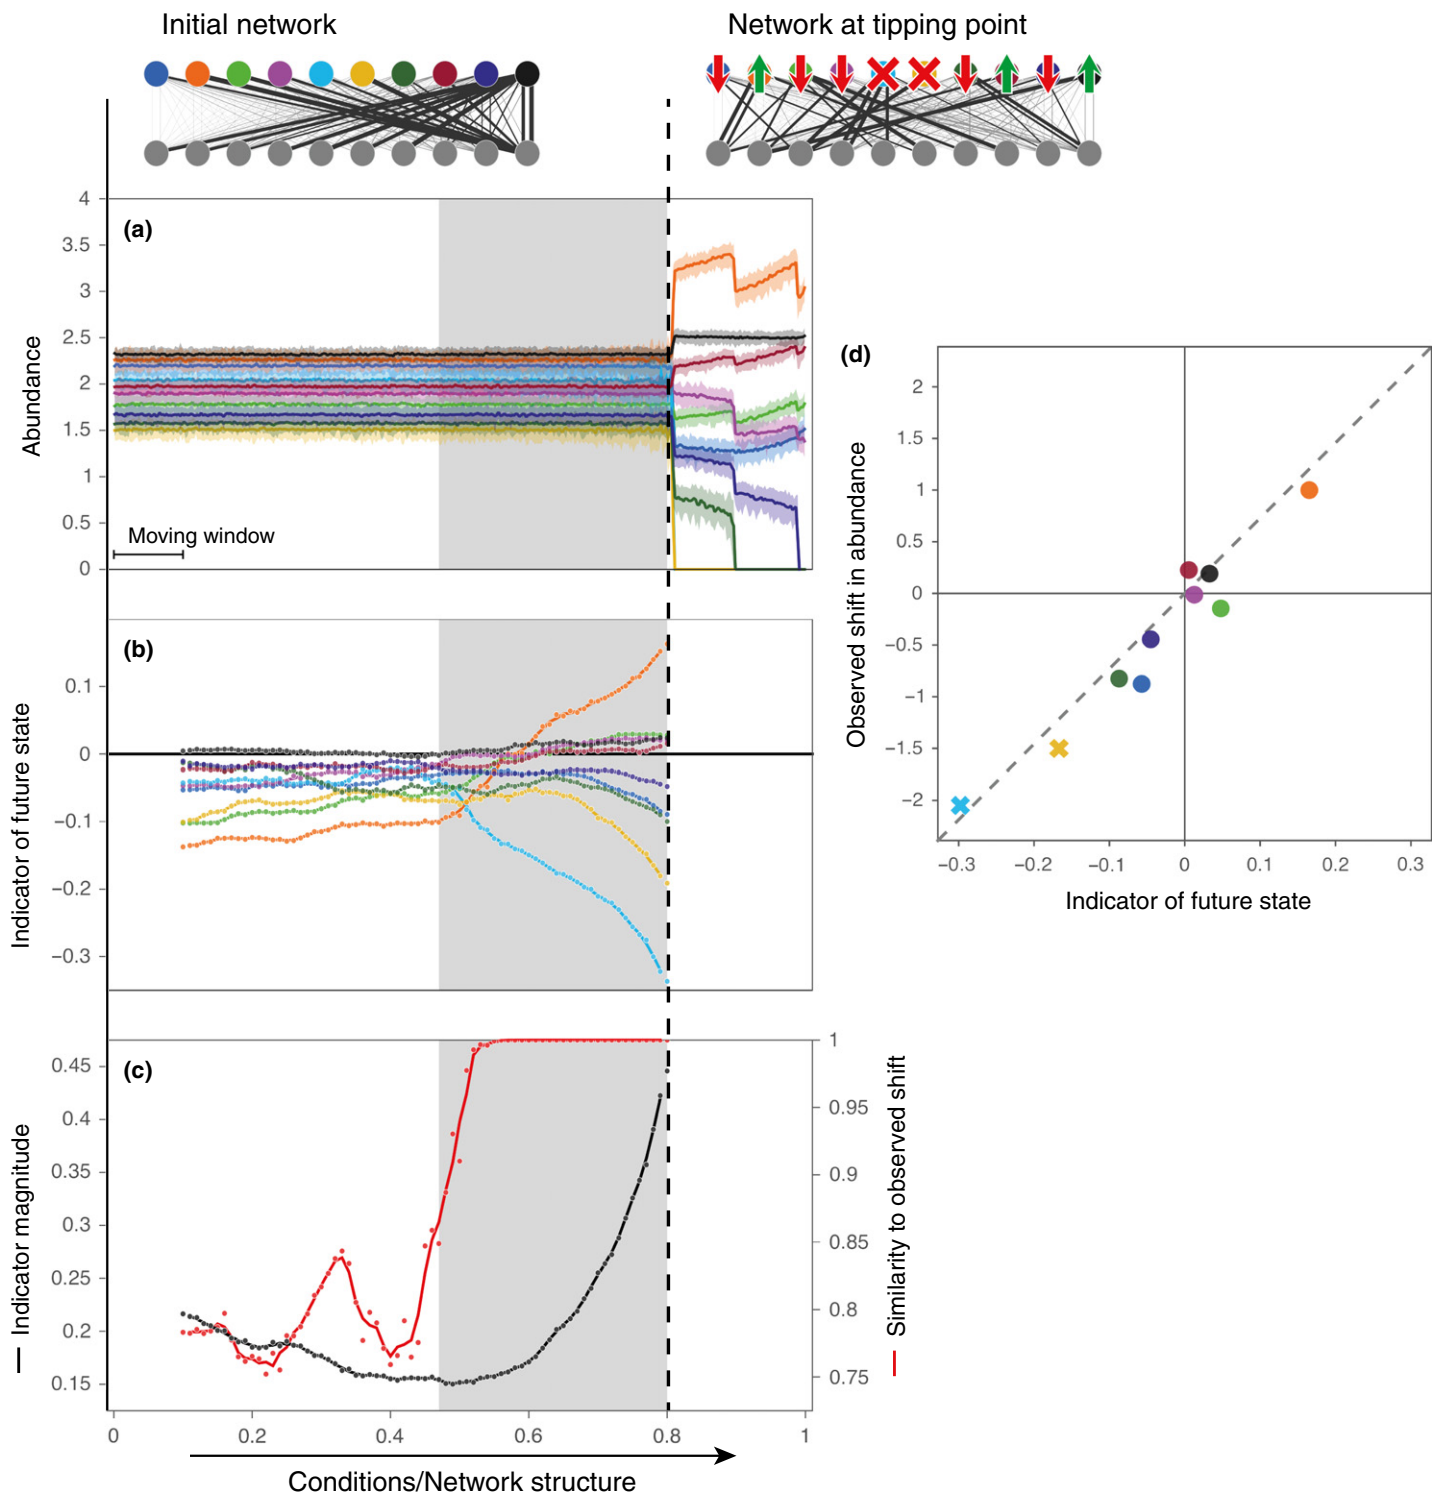 Initial network
Network at tipping point
(a)
4
3.5
3
2.5
2
1.5
1
0.5
0
Abundance
Moving window
(b)
0.1
0
−0.1
−0.2
−0.3
Indicator of future state
(c)
0.45
0.4
0.35
0.3
0.25
0.2
0.15
Indicator magnitude
1
0.95
0.9
0.85
0.8
0.75
Similarity to observed shift
0 0.2 0.4 0.6 0.8 1
Conditions/Network structure
(d)
2
1.5
1
0.5
0
−0.5
−1
−1.5
−2
Observed shift in abundance
−0.3 −0.2 −0.1 0 0.1 0.2 0.3
Indicator of future state